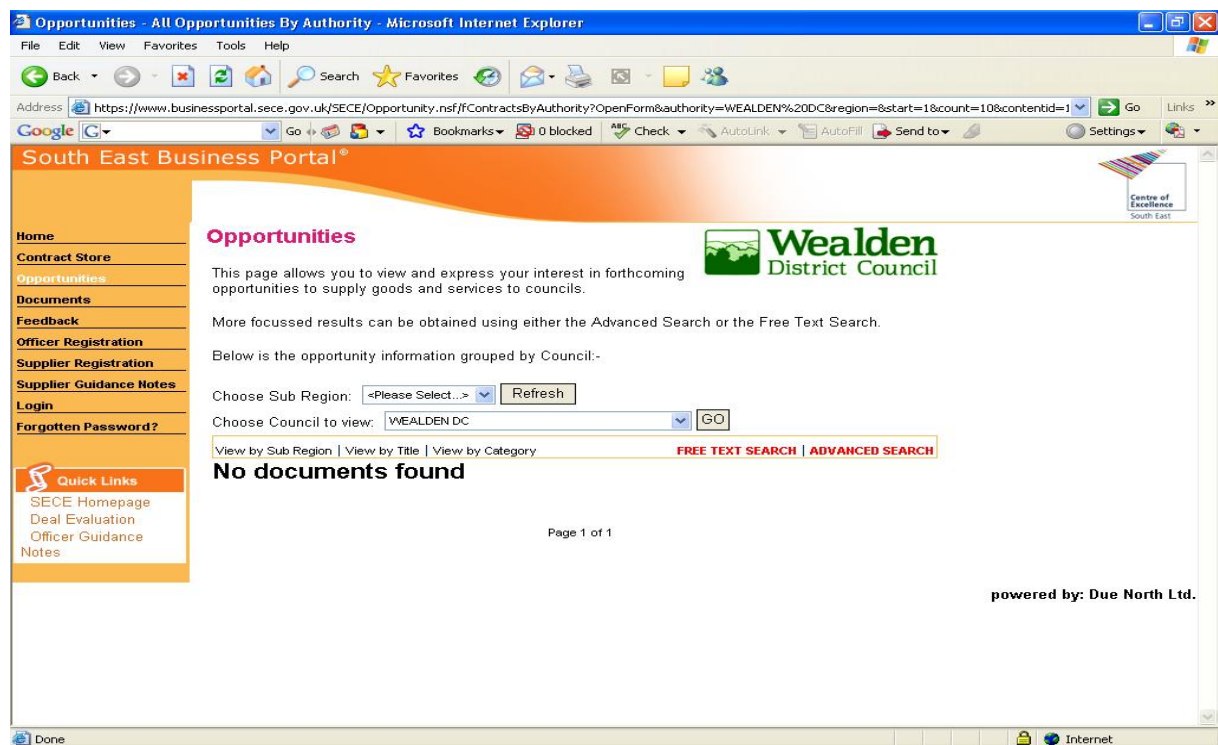 Opportunities - All Opportunities By Authority - Microsoft Internet Explorer
File Edit View Favorites Tools Help
Back Search Favorites
Address https://www.businessportal.sece.gov.uk/SECE/Opportunity.nsf/fContractsByAuthority?OpenForm&authority=WEALDEN%20DC&region=&start=1&count=10&contentid=1 Go Links »
Google G Go Bookmarks 0 blocked ABC Check AutoLink AutoFill Send to Settings
South East Business Portal®
Centre of
Excellence
South East
Home
Contract Store
Opportunities
Documents
Feedback
Officer Registration
Supplier Registration
Supplier Guidance Notes
Login
Forgotten Password?
Quick Links
SECE Homepage
Deal Evaluation
Officer Guidance
Notes
Opportunities
Wealden
District Council
This page allows you to view and express your interest in forthcoming
opportunities to supply goods and services to councils.
More focussed results can be obtained using either the Advanced Search or the Free Text Search.
Below is the opportunity information grouped by Council:-
Choose Sub Region: <Please Select...> Refresh
Choose Council to view: WEALDEN DC GO
View by Sub Region | View by Title | View by Category FREE TEXT SEARCH | ADVANCED SEARCH
No documents found
Page 1 of 1
powered by: Due North Ltd.
Done Internet